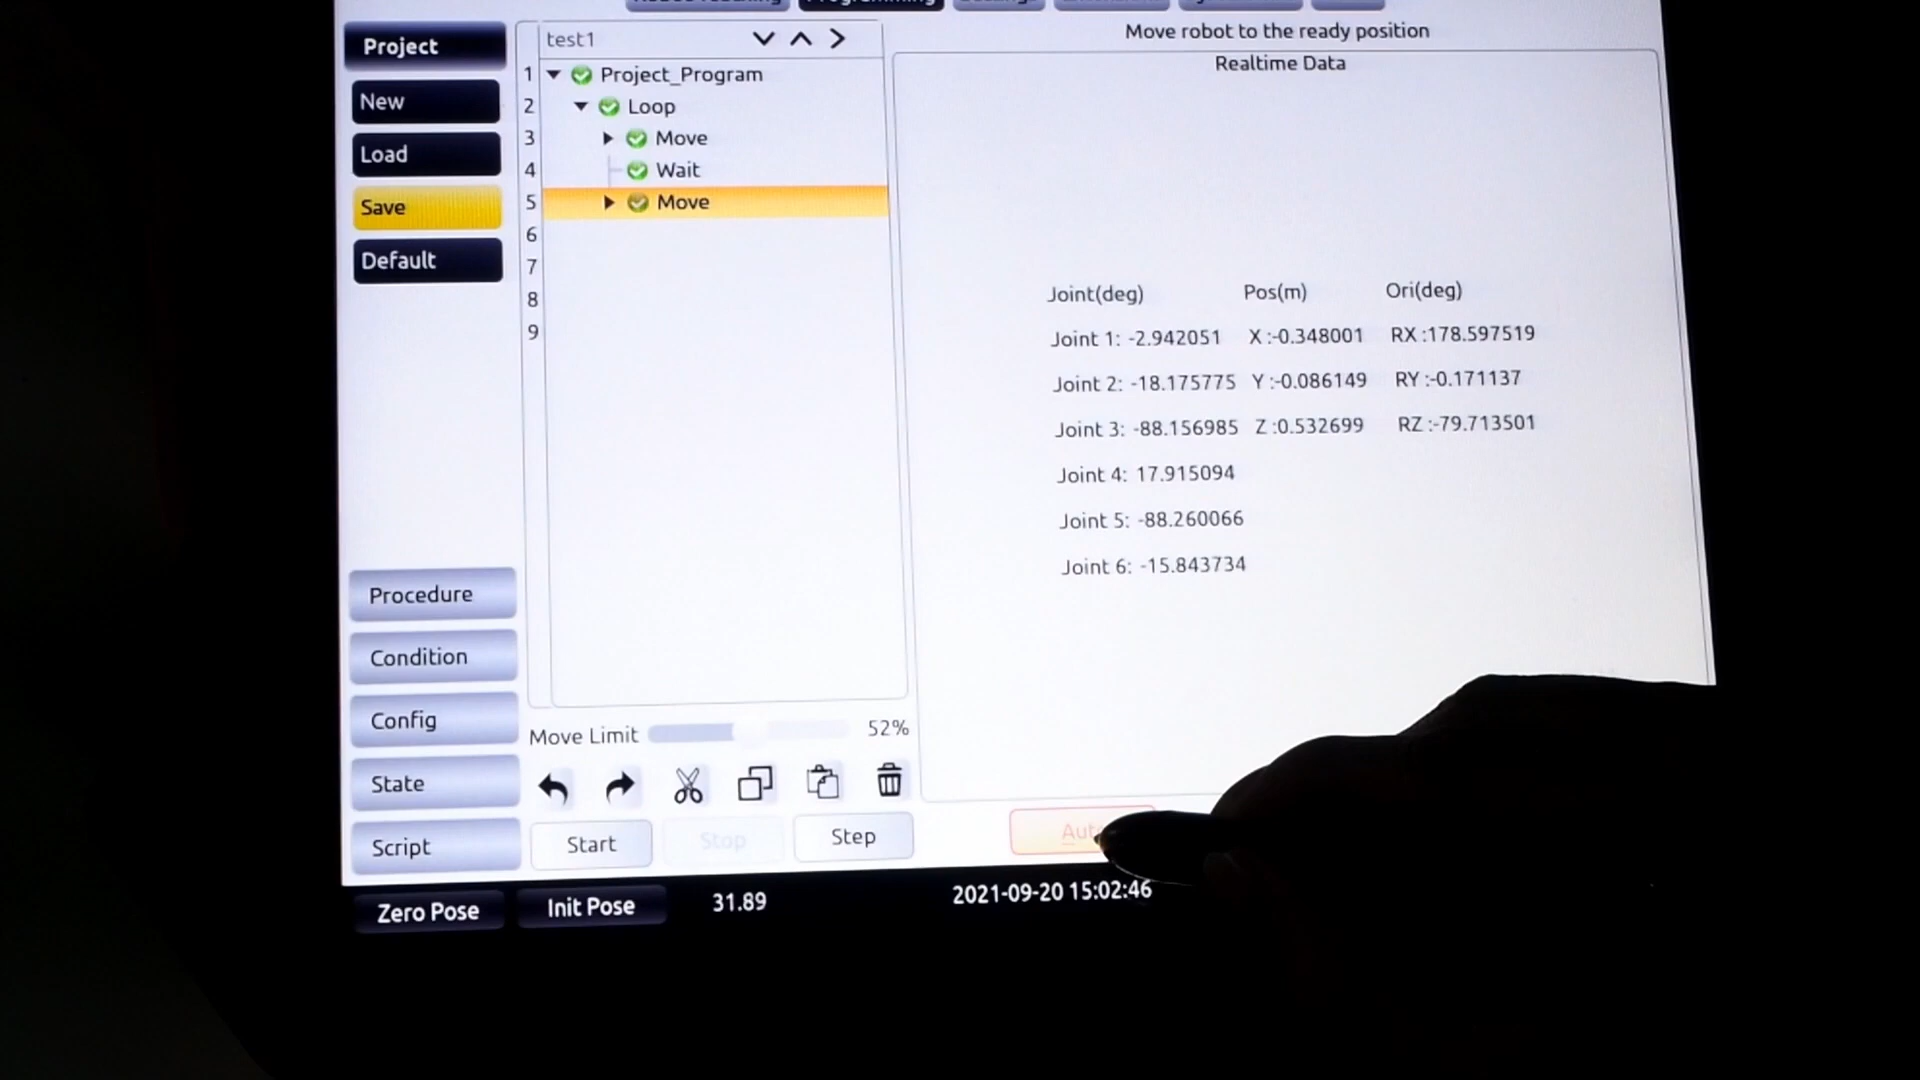 Programming
Project
New
Load
Save
Default
Procedure
Condition
Config
State
Script
test1
1 Project_Program
2 Loop
3 Move
4 Wait
5 Move
6
7
8
9
Move Limit 52%
Start Stop Step
Move robot to the ready position
Realtime Data
Joint(deg) Pos(m) Ori(deg)
Joint 1: -2.942051 X :-0.348001 RX :178.597519
Joint 2: -18.175775 Y :-0.086149 RY :-0.171137
Joint 3: -88.156985 Z :0.532699 RZ :-79.713501
Joint 4: 17.915094
Joint 5: -88.260066
Joint 6: -15.843734
Zero Pose Init Pose 31.89 2021-09-20 15:02:46